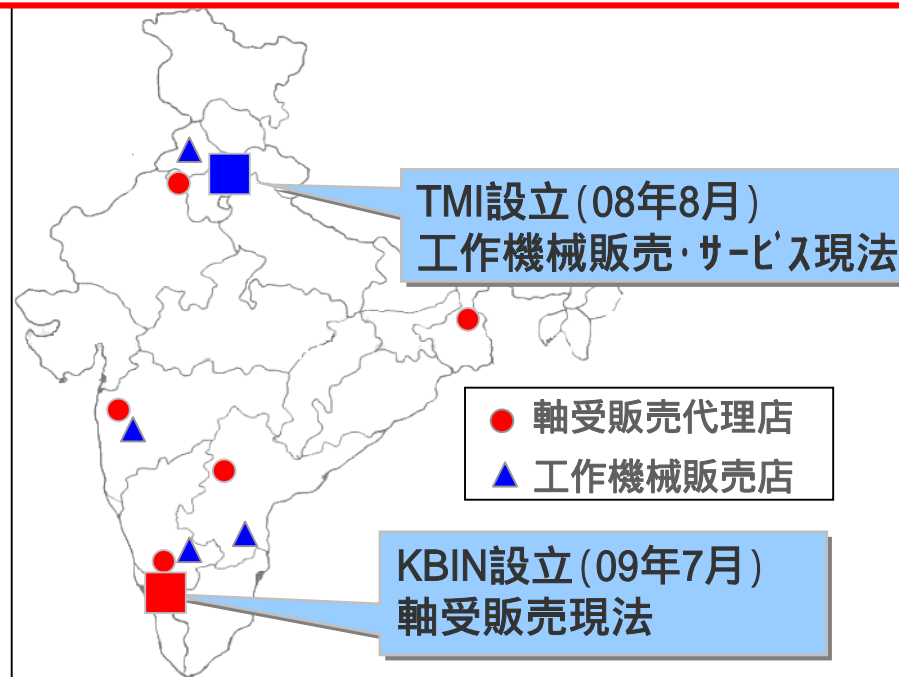 TMI設立(08年8月)
工作機械販売･サービス現法
軸受販売代理店
工作機械販売店
KBIN設立(09年7月)
軸受販売現法